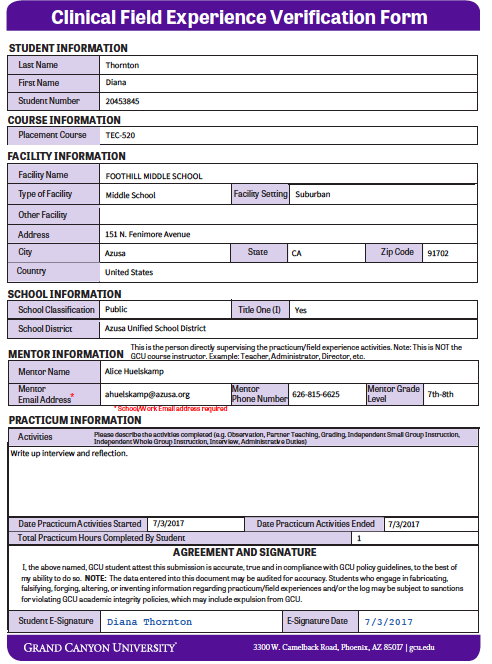 Clinical Field Experience Verification Form
STUDENT INFORMATION
Last Name Thornton
First Name Diana
Student Number 20453845
COURSE INFORMATION
Placement Course TEC-520
FACILITY INFORMATION
Facility Name FOOTHILL MIDDLE SCHOOL
Type of Facility Middle School Facility Setting Suburban
Other Facility
Address 151 N. Fenimore Avenue
City Azusa State CA Zip Code 91702
Country United States
SCHOOL INFORMATION
School Classification Public Title One (I) Yes
School District Azusa Unified School District
MENTOR INFORMATION This is the person directly supervising the practicum/field experience activities. Note: This is NOT the
GCU course instructor. Example: Teacher, Administrator, Director, etc.
Mentor Name Alice Huelskamp
Mentor Email Address* ahuelskamp@azusa.org Mentor Phone Number 626-815-6625 Mentor Grade Level 7th-8th
* School/Work Email address required
PRACTICUM INFORMATION
Activities Please describe the activities completed (e.g. Observation, Partner Teaching, Grading, Independent Small Group Instruction,
Independent Whole Group Instruction, Interview, Administrative Duties)
Write up interview and reflection.
Date Practicum Activities Started 7/3/2017 Date Practicum Activities Ended 7/3/2017
Total Practicum Hours Completed By Student 1
AGREEMENT AND SIGNATURE
I, the above named, GCU student attest this submission is accurate, true and in compliance with GCU policy guidelines, to the best of
my ability to do so. NOTE: The data entered into this document may be audited for accuracy. Students who engage in fabricating,
falsifying, forging, altering, or inventing information regarding practicum/field experiences and/or the log may be subject to sanctions
for violating GCU academic integrity policies, which may include expulsion from GCU.
Student E-Signature Diana Thornton E-Signature Date 7/3/2017
GRAND CANYON UNIVERSITY 3300 W. Camelback Road, Phoenix, AZ 85017 | gcu.edu